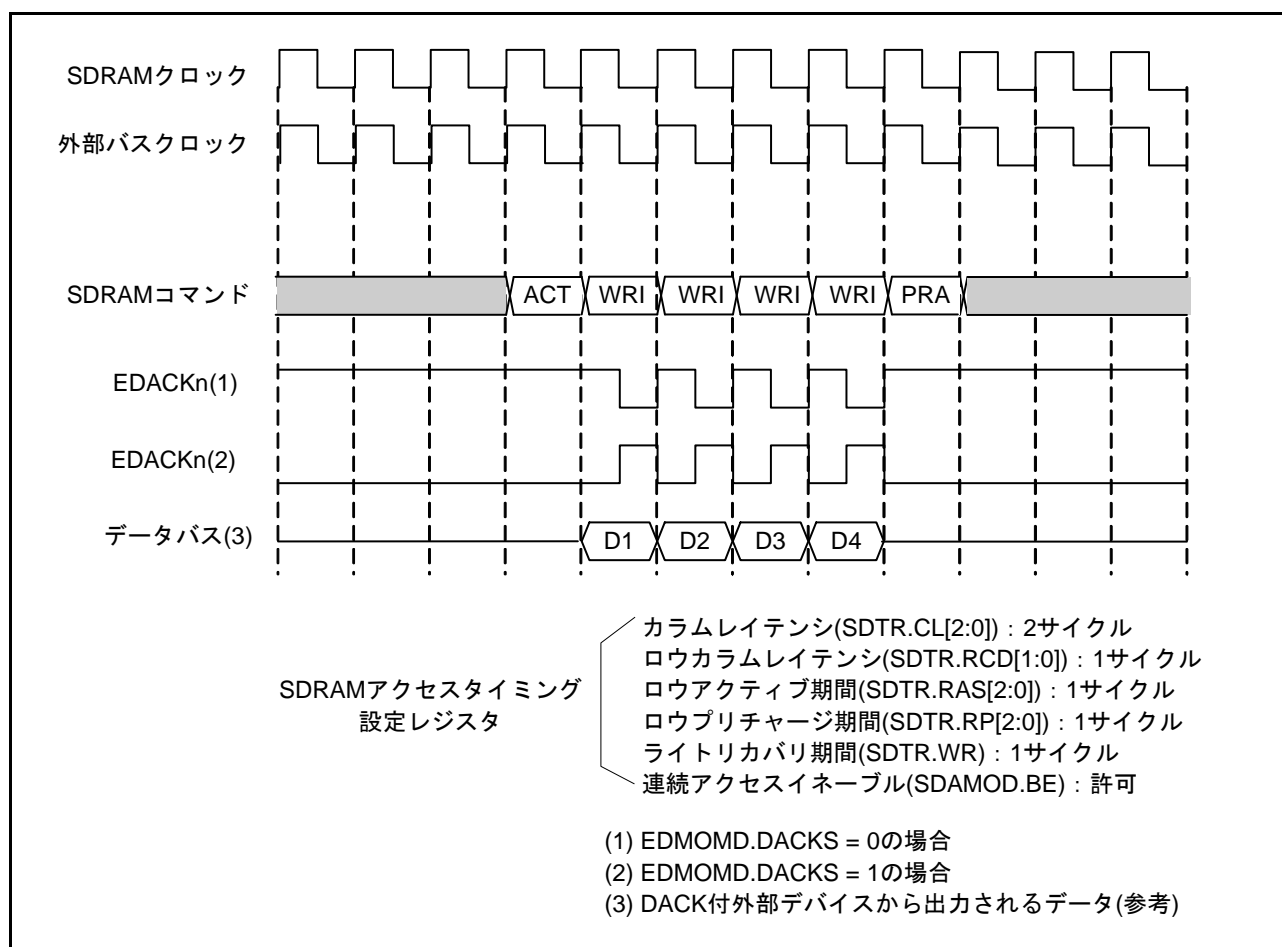 SDRAMクロック
外部バスクロック
SDRAMコマンド
ACT WRI WRI WRI WRI PRA
EDACKn(1)
EDACKn(2)
データバス(3)
D1 D2 D3 D4
SDRAMアクセスタイミング
設定レジスタ
カラムレイテンシ(SDTR.CL[2:0])：2サイクル
ロウカラムレイテンシ(SDTR.RCD[1:0])：1サイクル
ロウアクティブ期間(SDTR.RAS[2:0])：1サイクル
ロウプリチャージ期間(SDTR.RP[2:0])：1サイクル
ライトリカバリ期間(SDTR.WR)：1サイクル
連続アクセスイネーブル(SDAMOD.BE)：許可
(1) EDMOMD.DACKS = 0の場合
(2) EDMOMD.DACKS = 1の場合
(3) DACK付外部デバイスから出力されるデータ(参考)